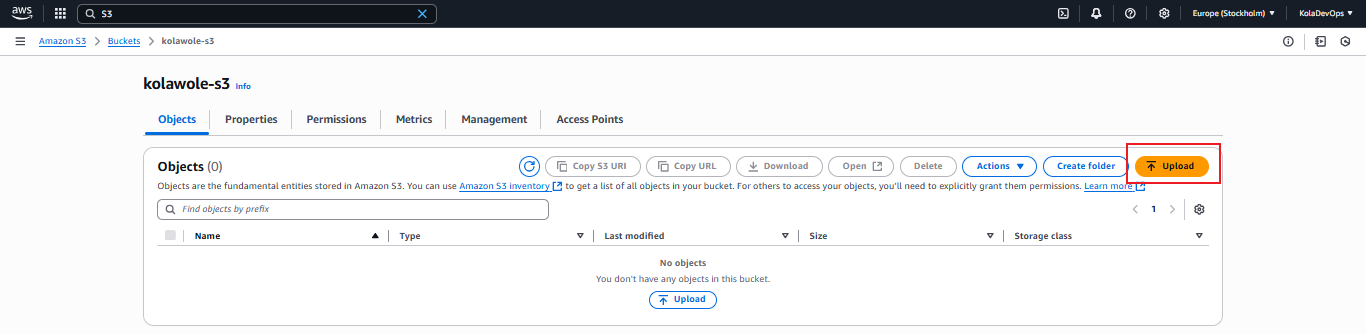 aws S3 Europe (Stockholm) KolaDevOps
Amazon S3 Buckets kolawole-s3
kolawole-s3 Info
Objects Properties Permissions Metrics Management Access Points
Objects (0) Copy S3 URI Copy URL Download Open Delete Actions Create folder Upload
Objects are the fundamental entities stored in Amazon S3. You can use Amazon S3 inventory to get a list of all objects in your bucket. For others to access your objects, you'll need to explicitly grant them permissions. Learn more
Find objects by prefix 1
Name Type Last modified Size Storage class
No objects
You don't have any objects in this bucket.
Upload